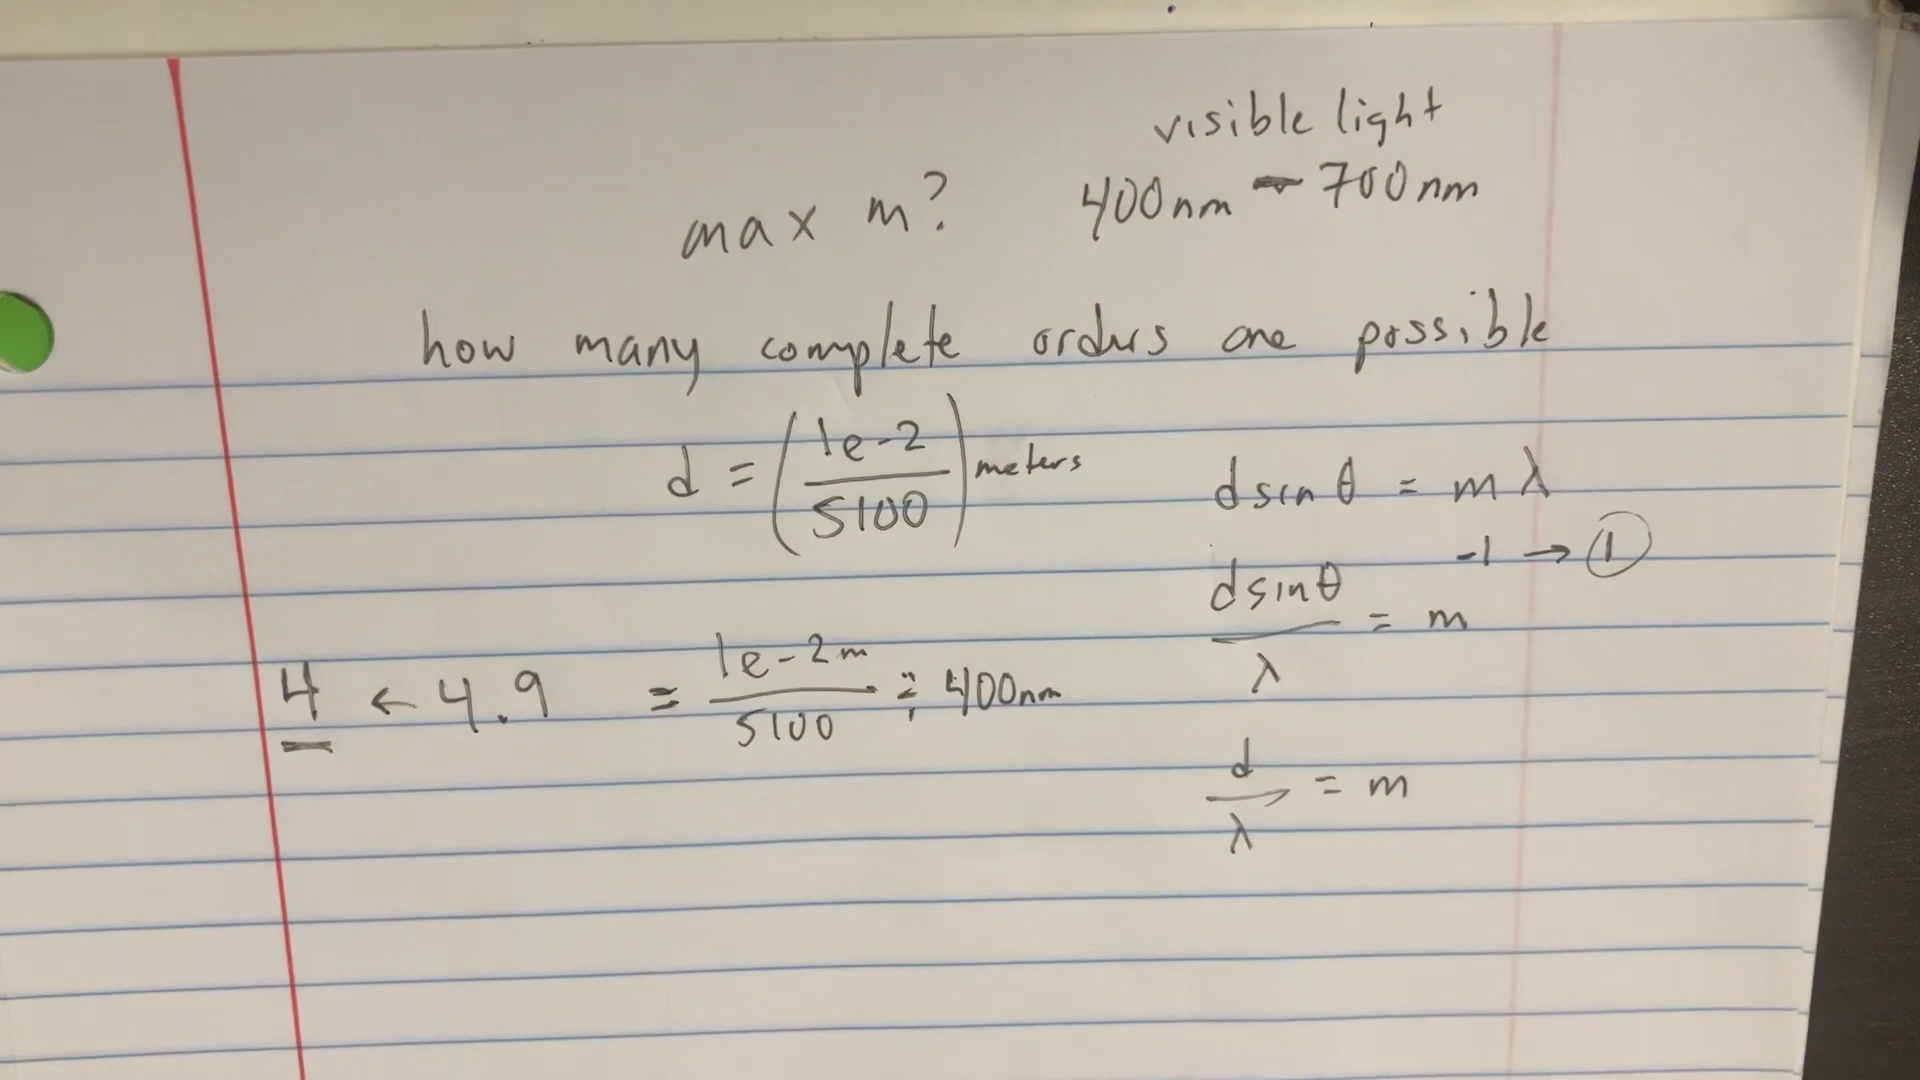 visible light
max m? 400nm - 700nm
how many complete orders are possible
d = (1e-2 / 5100) meters
d sin θ = m λ
-1 → ①
d sin θ / λ = m
4 ← 4.9 = 1e-2m / 5100 ÷ 400nm
d / λ = m